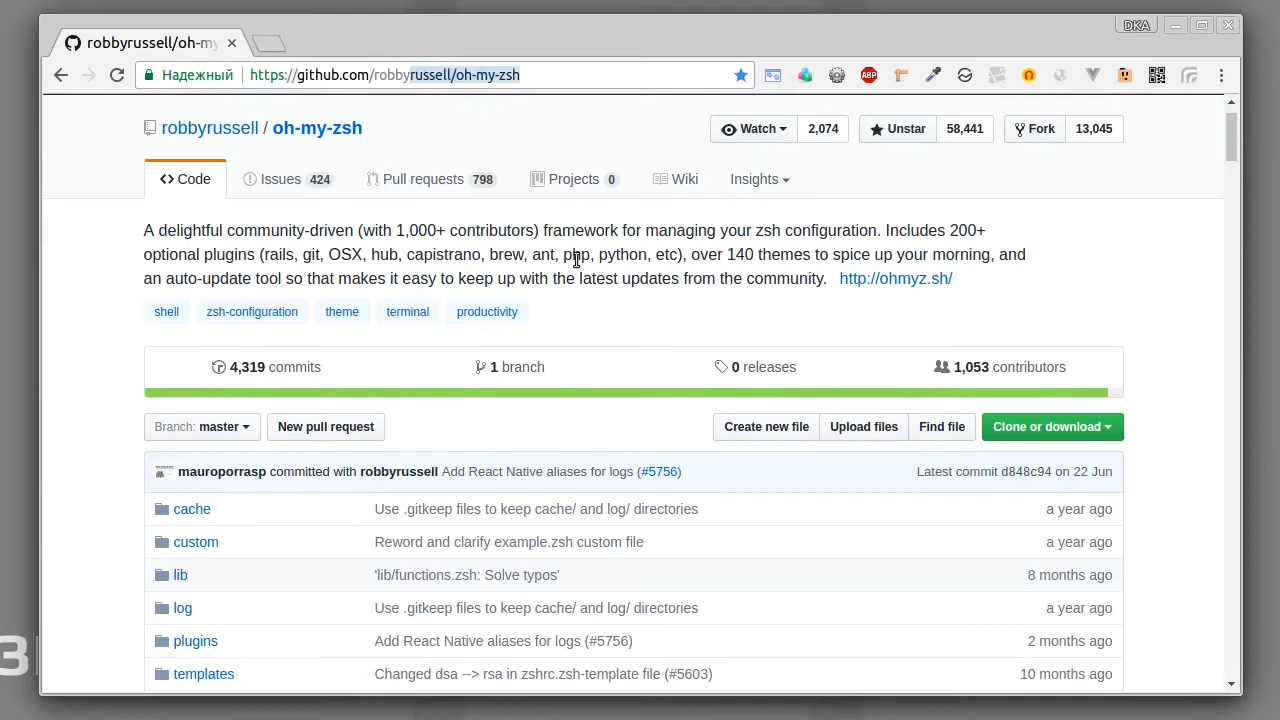 DKA
robbyrussell/oh-my
Надежный https://github.com/robbyrussell/oh-my-zsh
ABP
robbyrussell / oh-my-zsh
Watch 2,074 Unstar 58,441 Fork 13,045
Code Issues 424 Pull requests 798 Projects 0 Wiki Insights
A delightful community-driven (with 1,000+ contributors) framework for managing your zsh configuration. Includes 200+
optional plugins (rails, git, OSX, hub, capistrano, brew, ant, php, python, etc), over 140 themes to spice up your morning, and
an auto-update tool so that makes it easy to keep up with the latest updates from the community. http://ohmyz.sh/
shell zsh-configuration theme terminal productivity
4,319 commits 1 branch 0 releases 1,053 contributors
Branch: master New pull request Create new file Upload files Find file Clone or download
mauroporrasp committed with robbyrussell Add React Native aliases for logs (#5756) Latest commit d848c94 on 22 Jun
cache Use .gitkeep files to keep cache/ and log/ directories a year ago
custom Reword and clarify example.zsh custom file a year ago
lib 'lib/functions.zsh: Solve typos' 8 months ago
log Use .gitkeep files to keep cache/ and log/ directories a year ago
plugins Add React Native aliases for logs (#5756) 2 months ago
templates Changed dsa --> rsa in zshrc.zsh-template file (#5603) 10 months ago